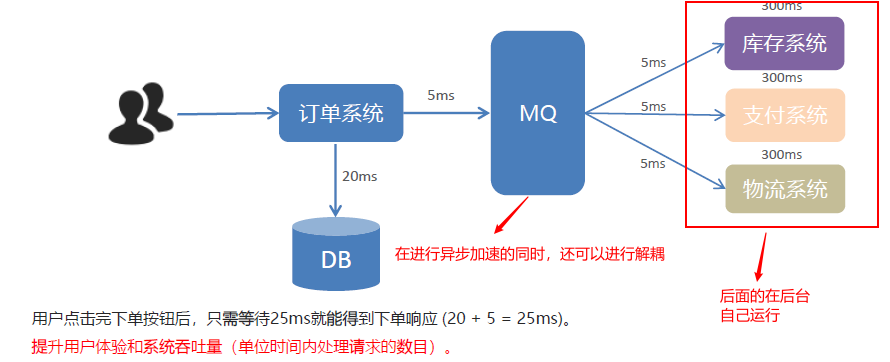 300ms
库存系统
5ms
300ms
订单系统
5ms
MQ
5ms
支付系统
300ms
5ms
物流系统
20ms
DB
在进行异步加速的同时，还可以进行解耦
后面的在后台
自己运行
用户点击完下单按钮后，只需等待25ms就能得到下单响应 (20 + 5 = 25ms)。
提升用户体验和系统吞吐量（单位时间内处理请求的数目）。